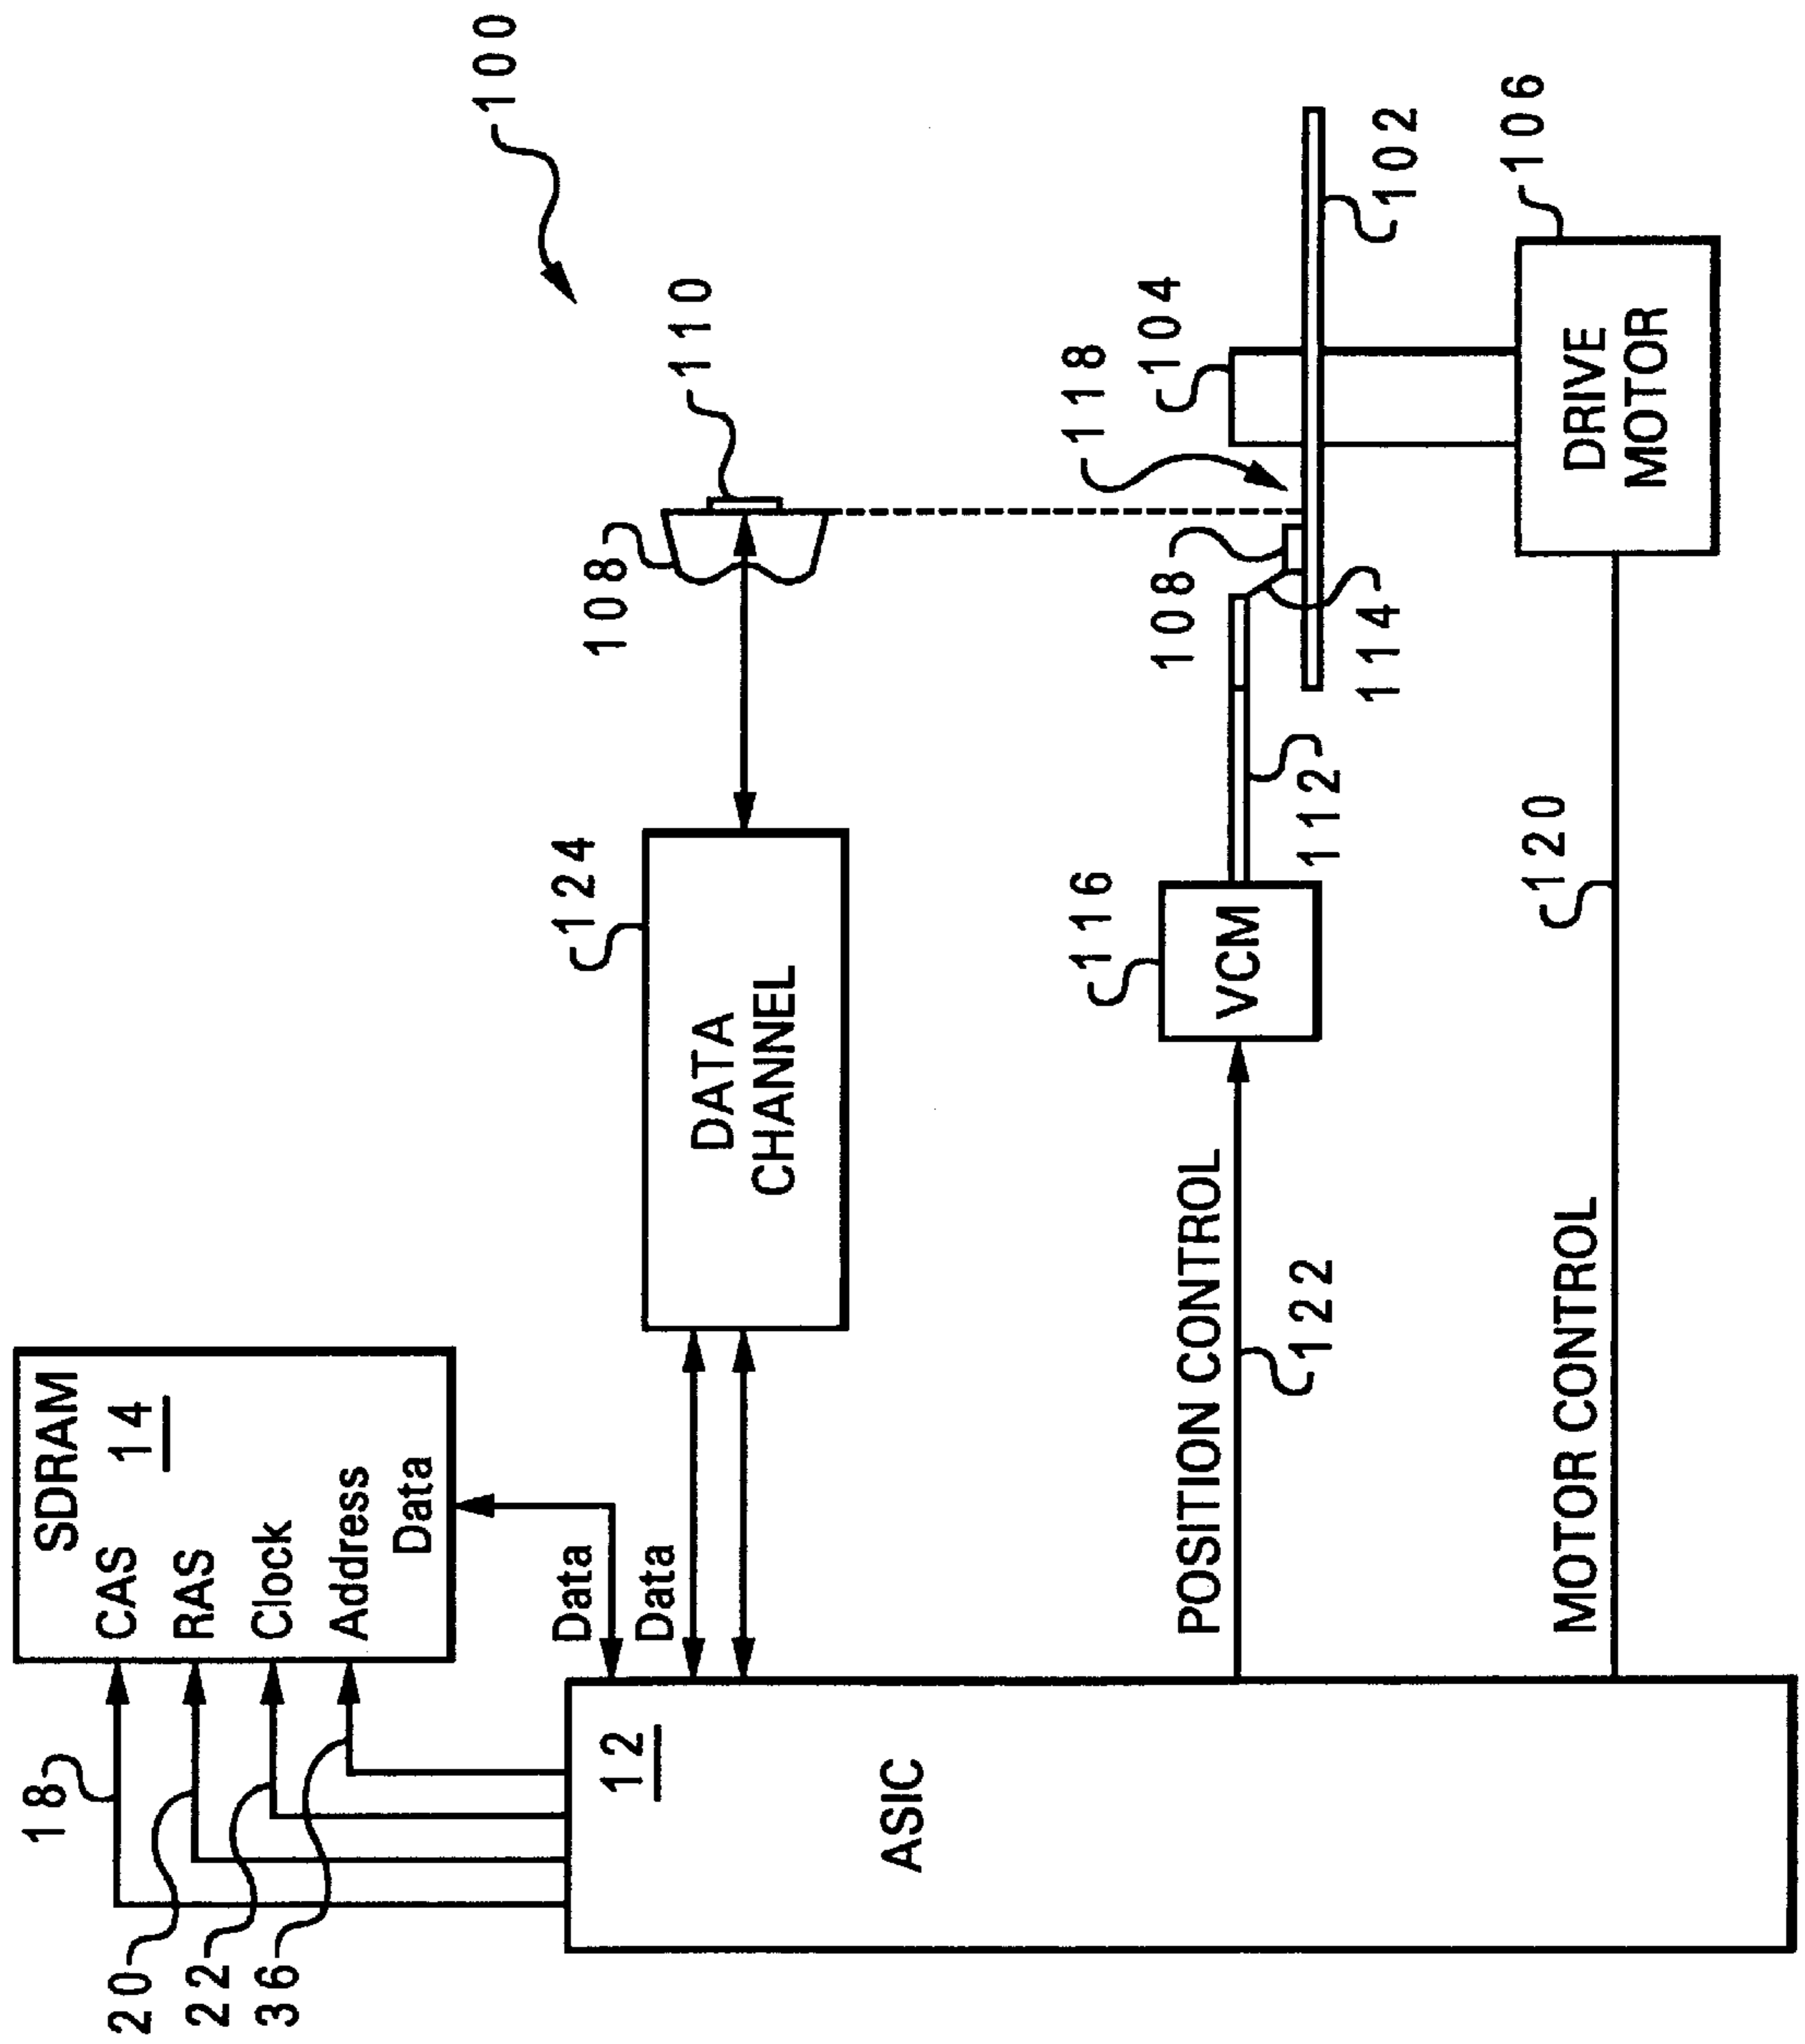 SDRAM
14
CAS
RAS
Clock
Address
Data
18
20
22
36
Data
Data
12
ASIC
124
DATA
CHANNEL
108
110
100
POSITION CONTROL
122
116
VCM
112
108
114
118
104
102
MOTOR CONTROL
120
106
DRIVE
MOTOR